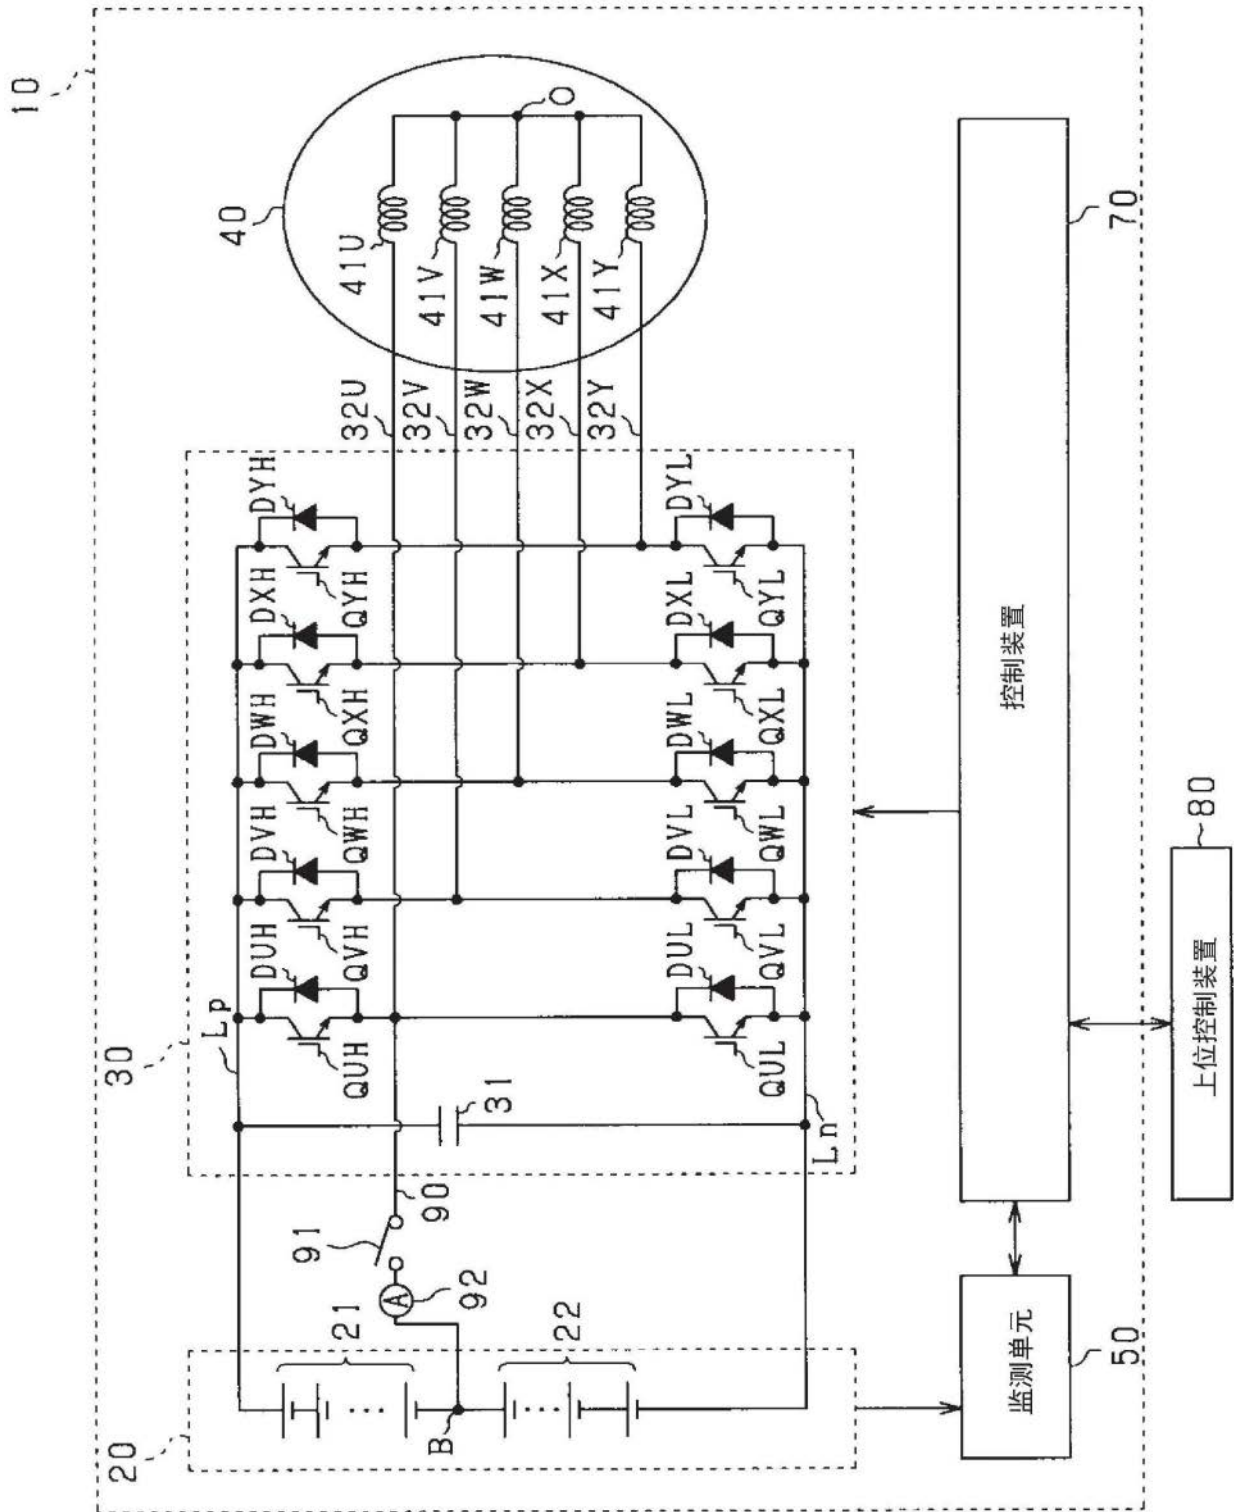 10
40
41U
41V
41W
41X
41Y
O
32U
32V
32W
32X
32Y
30
Lp
DUH
DVH
DWH
DXH
DYH
QUH
QVH
QWH
QXH
QYH
DUL
DVL
DWL
DXL
DYL
QUL
QVL
QWL
QXL
QYL
31
Ln
90
91
A
92
20
21
22
B
监测单元
50
控制装置
70
上位控制装置
80